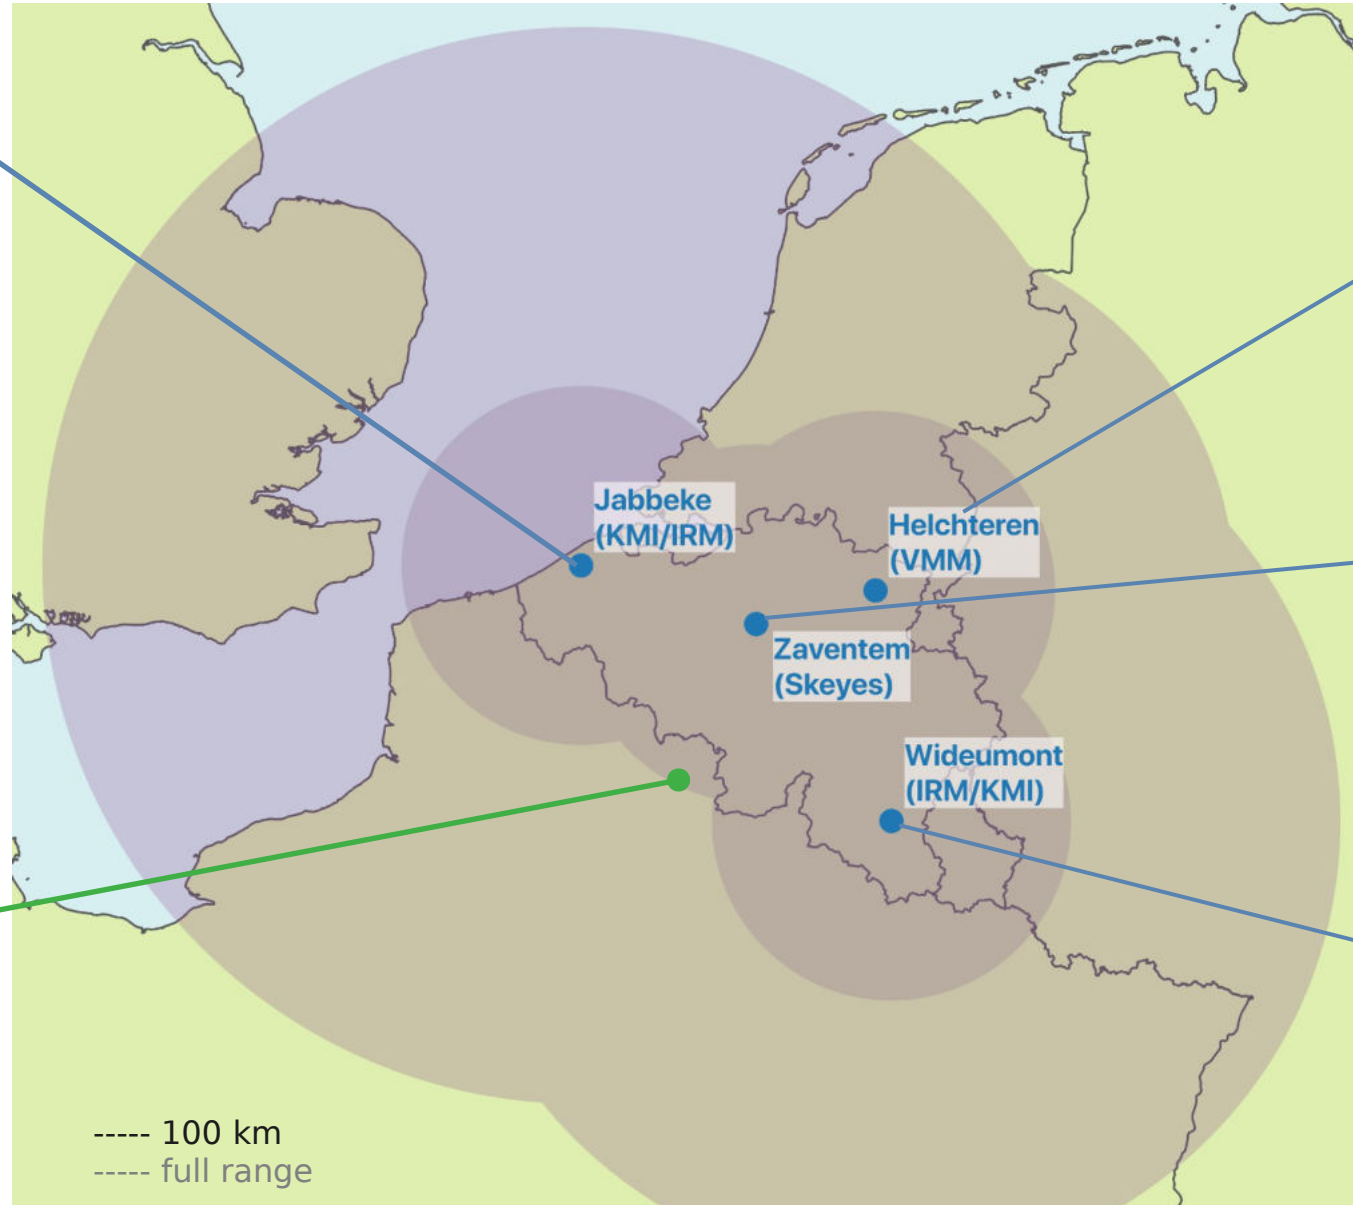 Jabbeke
(KMI/IRM)
Helchteren
(VMM)
Zaventem
(Skeyes)
Wideumont
(IRM/KMI)
----- 100 km
----- full range